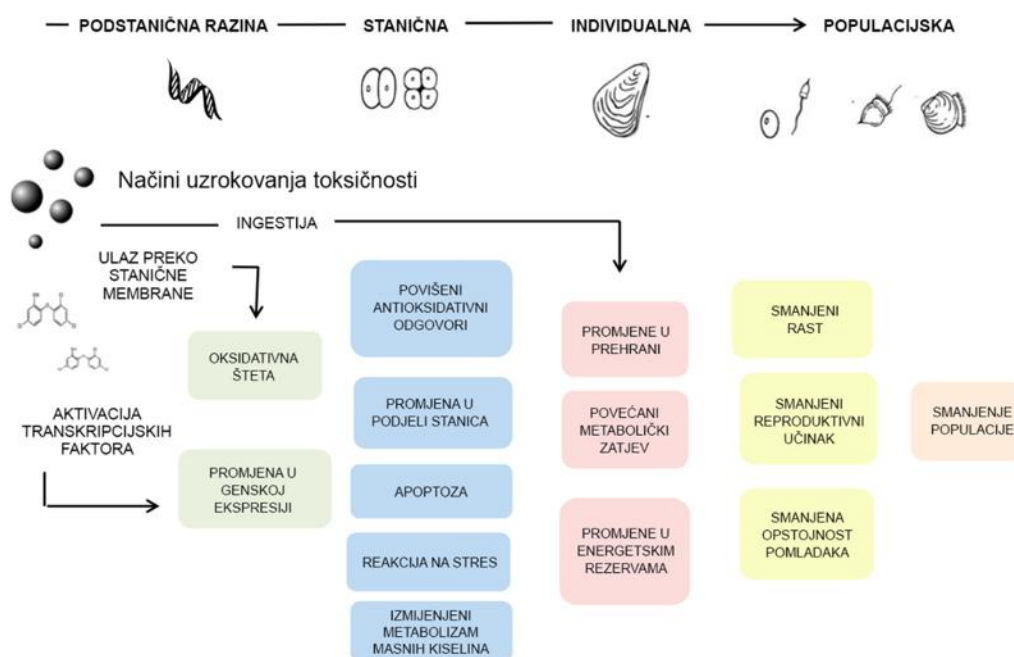 PODSTANIČNA RAZINA
STANIČNA
INDIVIDUALNA
POPULACIJSKA
Načini uzrokovanja toksičnosti
INGESTIJA
ULAZ PREKO
STANIČNE
MEMBRANE
AKTIVACIJA
TRANSKRIPCIJSKIH
FAKTORA
OKSIDATIVNA
ŠTETA
PROMJENA U
GENSKOJ
EKSPRESIJI
POVIŠENI
ANTIOKSIDATIVNI
ODGOVORI
PROMJENA U
PODJELI STANICA
APOPTOZA
REAKCIJA NA STRES
IZMIJENJENI
METABOLIZAM
MASNIH KISELINA
PROMJENE U
PREHRANI
POVEĆANI
METABOLIČKI
ZATJEV
PROMJENE U
ENERGETSKIM
REZERVAMA
SMANJENI
RAST
SMANJENI
REPRODUKTIVNI
UČINAK
SMANJENA
OPSTOJNOST
POMLADAKA
SMANJENJE
POPULACIJE